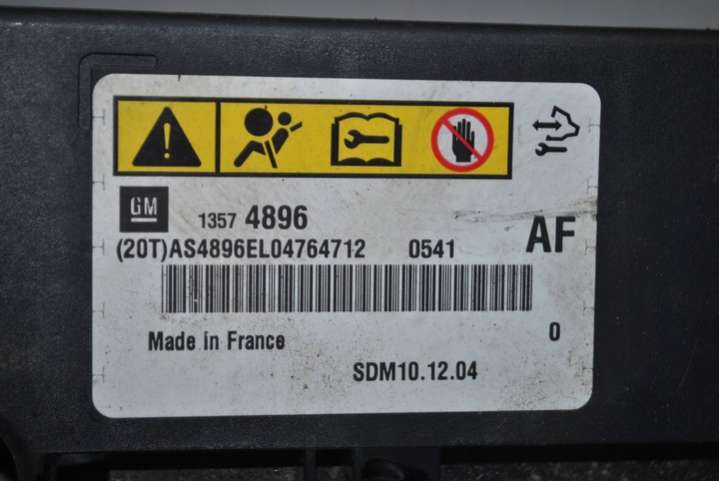 GM 1357 4896
(20T)AS4896EL04764712 0541 AF
Made in France 0
SDM10.12.04